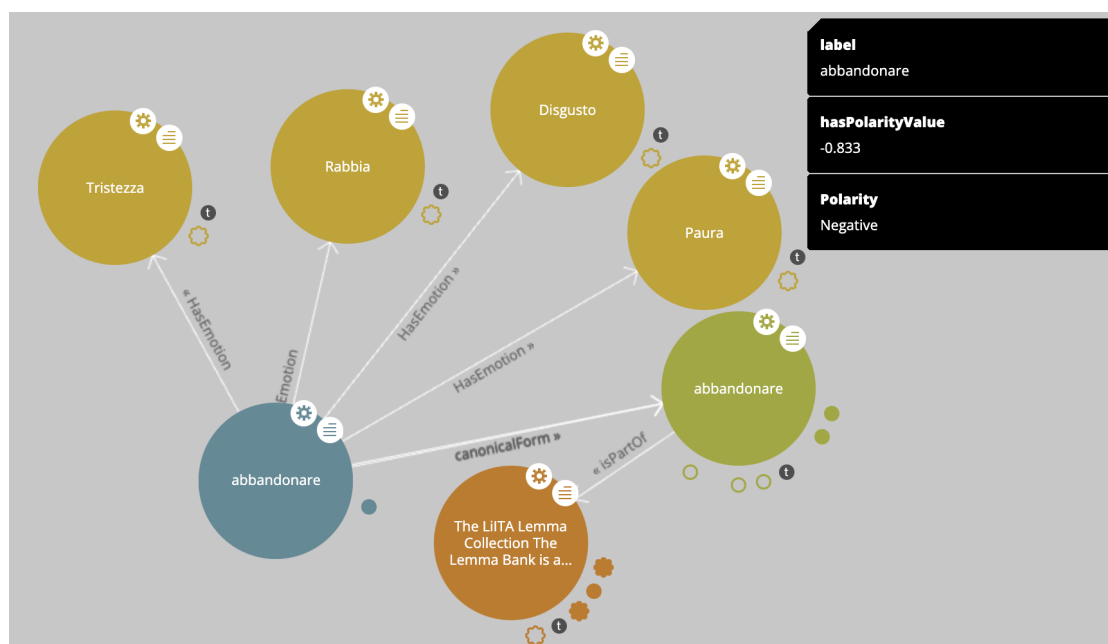 label
abbandonare
hasPolarityValue
-0.833
Polarity
Negative
Disgusto
t
Rabbia
t
Tristezza
t
Paura
t
« HasEmotion
Emotion
HasEmotion »
HasEmotion »
abbandonare
t
canonicalForm »
« isPartOf
abbandonare
The LiITA Lemma
Collection The
Lemma Bank is a...
t